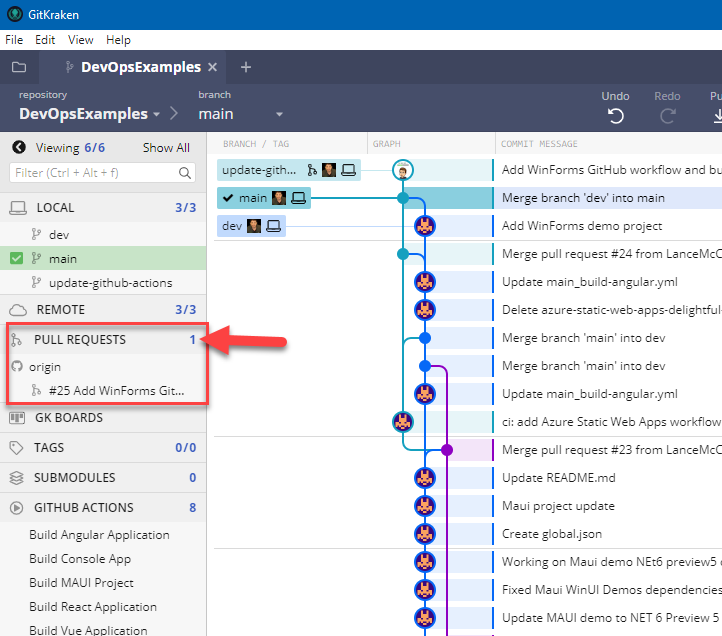 GitKraken
File Edit View Help
DevOpsExamples × +
repository branch
DevOpsExamples main
Undo Redo Pu
Viewing 6/6 Show All
Filter (Ctrl + Alt + f)
LOCAL 3/3
dev
main
update-github-actions
REMOTE 3/3
PULL REQUESTS 1
origin
#25 Add WinForms Git...
GK BOARDS
TAGS 0/0
SUBMODULES 0
GITHUB ACTIONS 8
Build Angular Application
Build Console App
Build MAUI Project
Build React Application
Build Vue Application
BRANCH / TAG GRAPH COMMIT MESSAGE
update-gith... Add WinForms GitHub workflow and bu
main Merge branch 'dev' into main
dev Add WinForms demo project
Merge pull request #24 from LanceMcC
Update main_build-angular.yml
Delete azure-static-web-apps-delightful-
Merge branch 'main' into dev
Merge branch 'main' into dev
Update main_build-angular.yml
ci: add Azure Static Web Apps workflow
Merge pull request #23 from LanceMcC
Update README.md
Maui project update
Create global.json
Working on Maui demo NEt6 preview5 c
Fixed Maui WinUI Demos dependencies
Update MAUI demo to NET 6 Preview 5